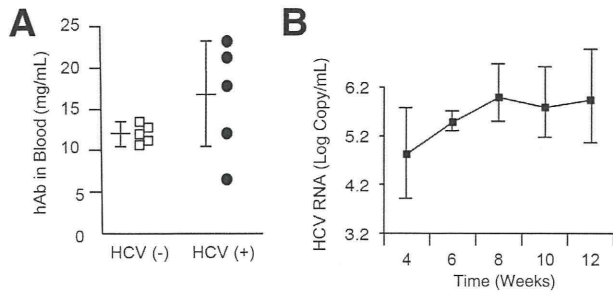 A
hAb in Blood (mg/mL)
25
20
15
10
5
0
HCV (-) HCV (+)
B
HCV RNA (Log Copy/mL)
6.2
5.2
4.2
3.2
4 6 8 10 12
Time (Weeks)